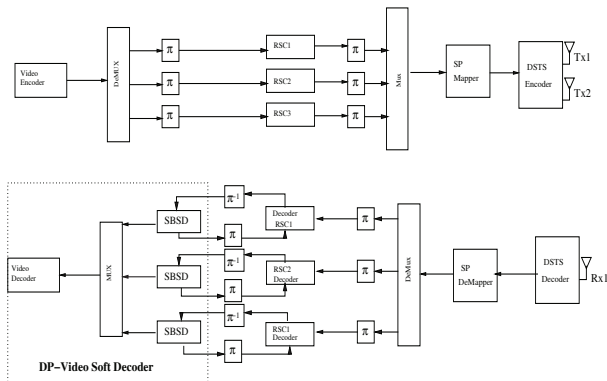 Video
Encoder
DeMUX
π
RSC1
π
π
RSC2
π
π
RSC3
π
Mux
SP
Mapper
DSTS
Encoder
Tx1
Tx2
Video
Decoder
MUX
SBSD
π-1
π
Decoder
RSC1
π
SBSD
π-1
π
RSC2
Decoder
π
SBSD
π-1
π
RSC1
Decoder
π
DeMux
SP
DeMapper
DSTS
Decoder
Rx1
DP-Video Soft Decoder